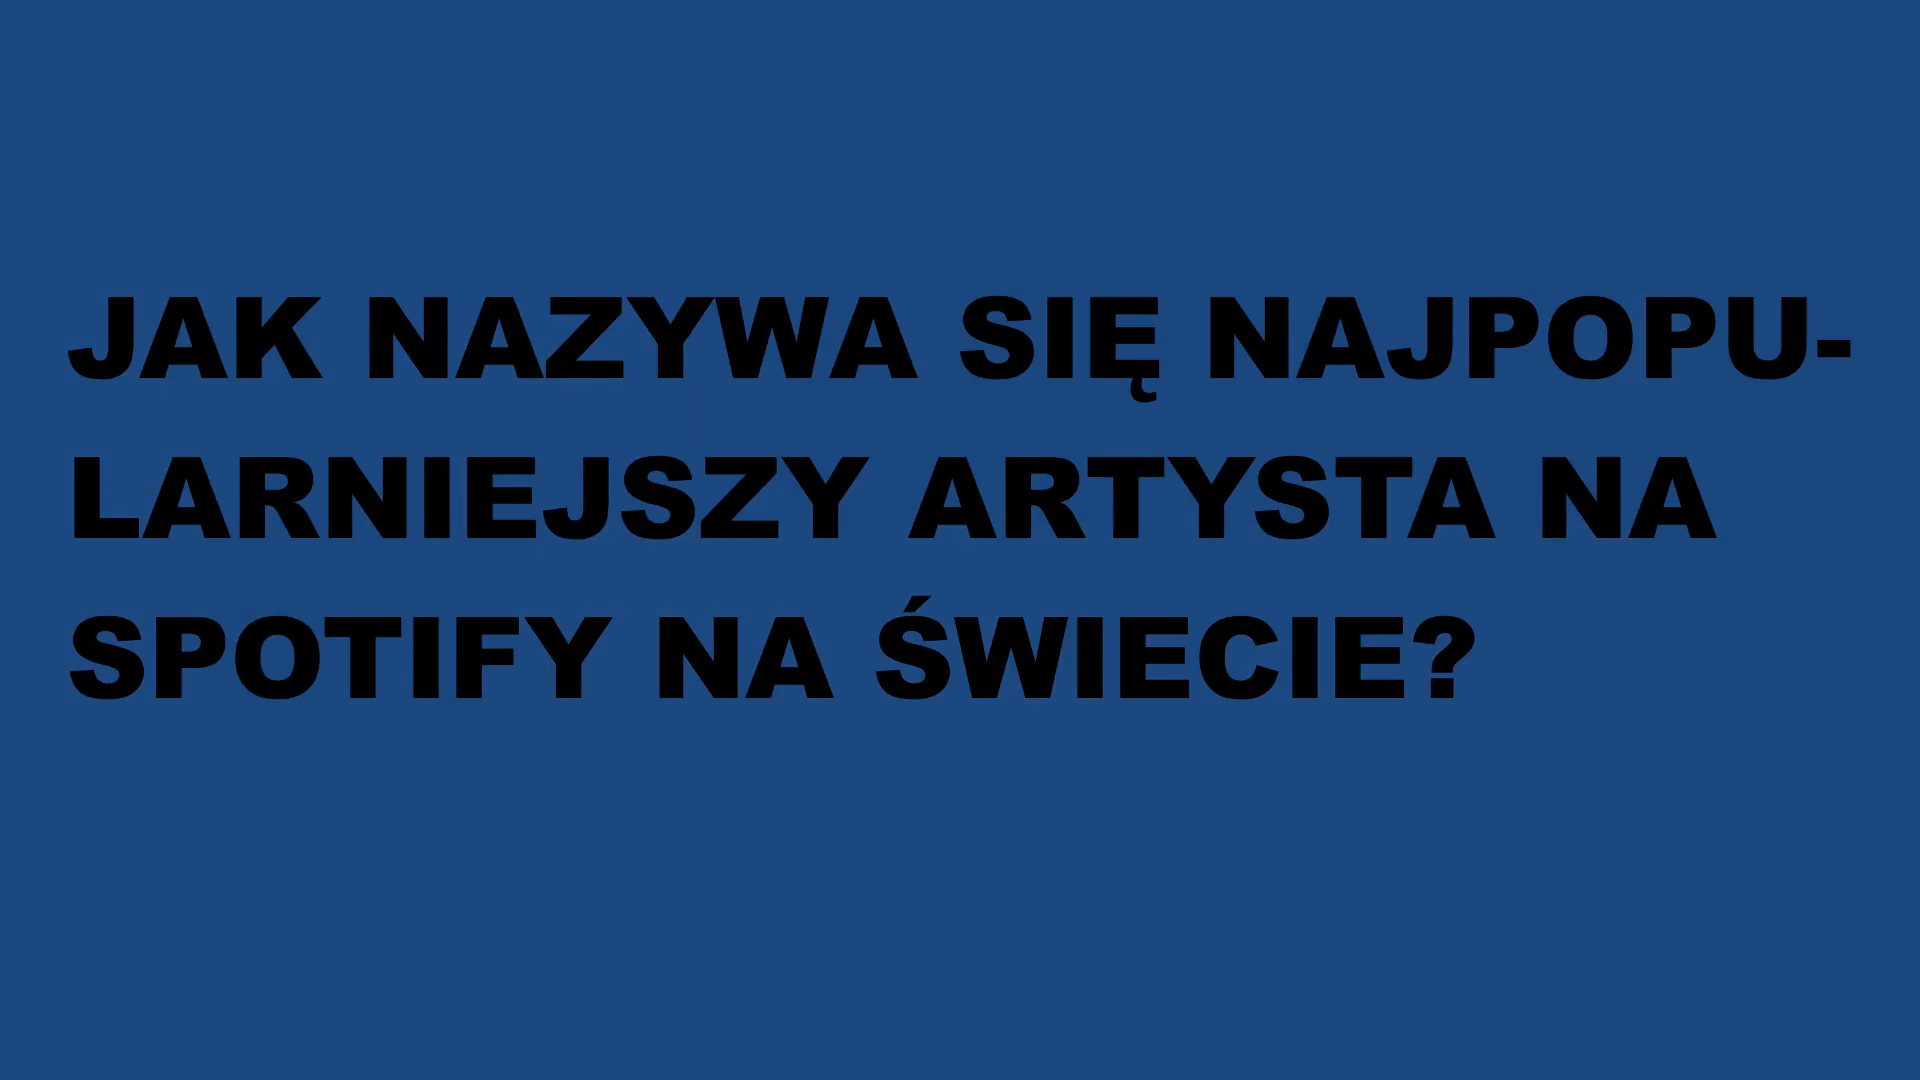 JAK NAZYWA SIĘ NAJPOPU-
LARNIEJSZY ARTYSTA NA
SPOTIFY NA ŚWIECIE?